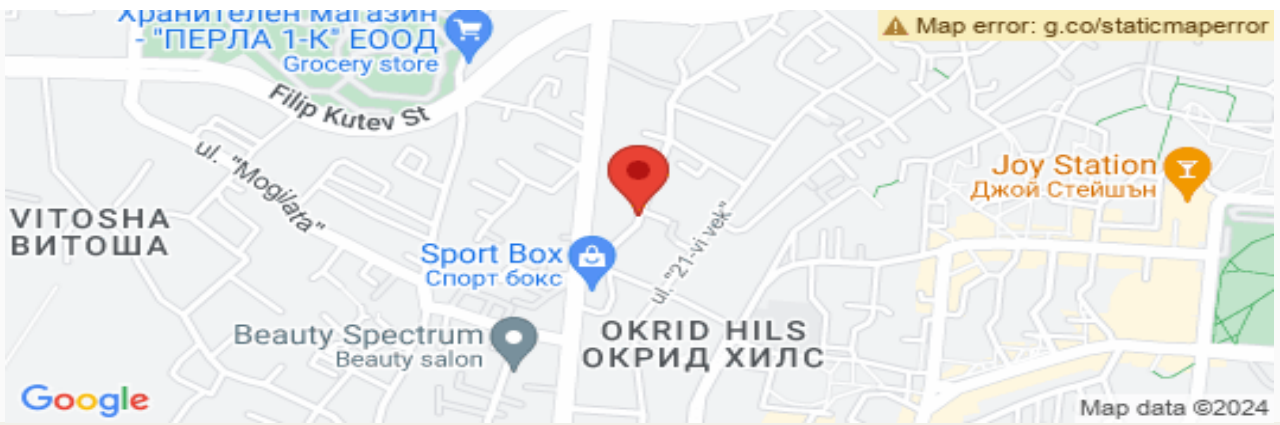 Хранителен магазин
- "ПЕРЛА 1-К" ЕООД
Grocery store
Map error: g.co/staticmaperror
Filip Kutev St
ul. "Mogilata"
Joy Station
Джой Стейшън
VITOSHA
ВИТОША
ul. "21-vi vek"
Sport Box
Спорт бокс
Beauty Spectrum
Beauty salon
OKRID HILS
ОКРИД ХИЛС
Google
Map data ©2024